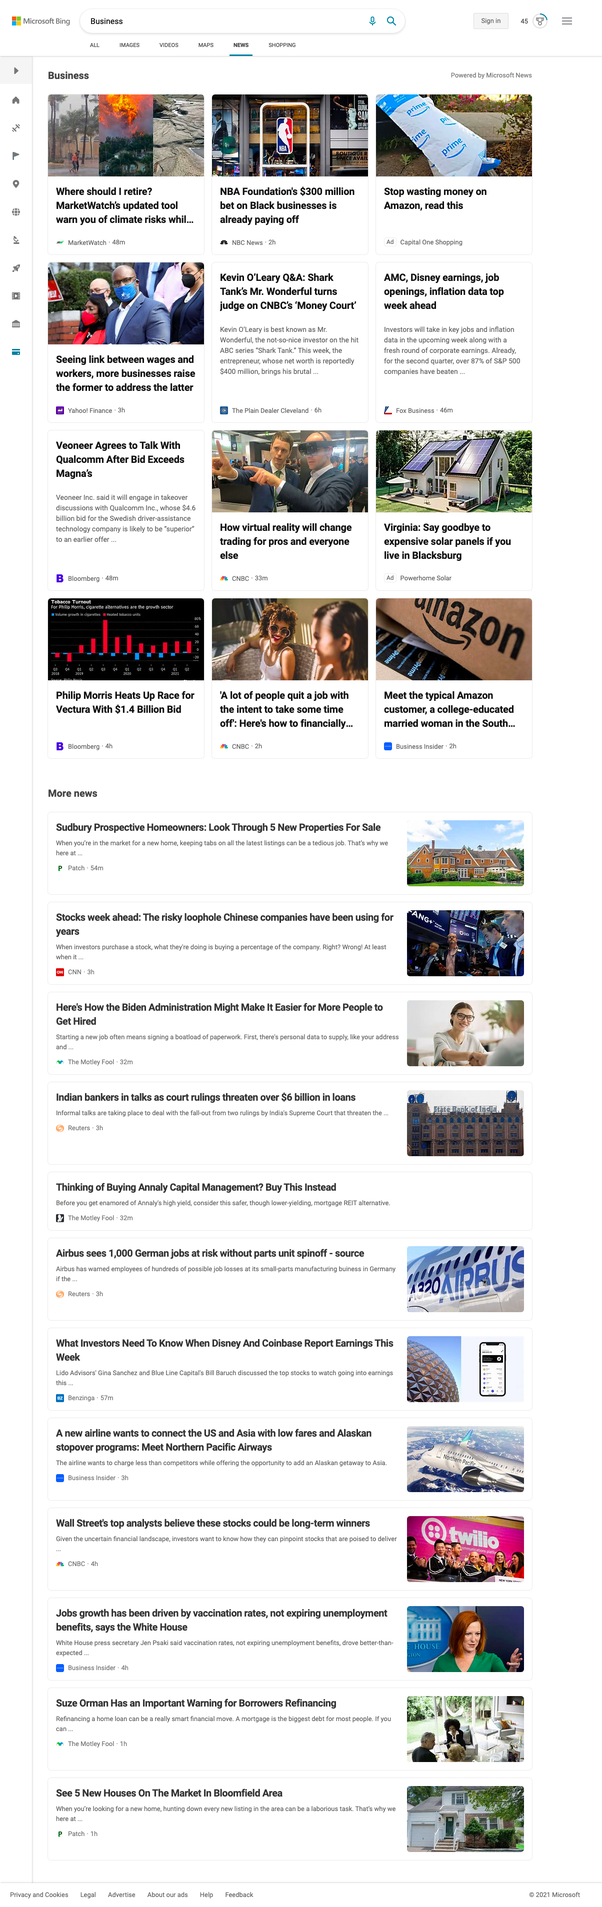 Microsoft Bing
Business
Sign in
45
ALL
IMAGES
VIDEOS
MAPS
NEWS
SHOPPING
Business
Powered by Microsoft News
Where should I retire?
MarketWatch's updated tool
warn you of climate risks whil...
MarketWatch · 48m
NBA Foundation's $300 million
bet on Black businesses is
already paying off
NBC News · 2h
prime
prime
Stop wasting money on
Amazon, read this
Ad Capital One Shopping
Seeing link between wages and
workers, more businesses raise
the former to address the latter
Yahoo! Finance · 3h
Kevin O'Leary Q&A: Shark
Tank's Mr. Wonderful turns
judge on CNBC's 'Money Court'
Kevin O'Leary is best known as Mr.
Wonderful, the not-so-nice investor on the hit
ABC series "Shark Tank." This week, the
entrepreneur, whose net worth is reportedly
$400 million, brings his brutal ...
The Plain Dealer Cleveland · 6h
AMC, Disney earnings, job
openings, inflation data top
week ahead
Investors will take in key jobs and inflation
data in the upcoming week along with a
fresh round of corporate earnings. Already,
for the second quarter, over 87% of S&P 500
companies have beaten ...
Fox Business · 46m
Veoneer Agrees to Talk With
Qualcomm After Bid Exceeds
Magna's
Veoneer Inc. said it will engage in takeover
discussions with Qualcomm Inc., whose $4.6
billion bid for the Swedish driver-assistance
technology company is likely to be "superior"
to an earlier offer ...
Bloomberg · 48m
How virtual reality will change
trading for pros and everyone
else
CNBC · 33m
Virginia: Say goodbye to
expensive solar panels if you
live in Blacksburg
Ad Powerhome Solar
Tobacco Turnout
For Philip Morris, cigarette alternatives are the growth sector
Volume growth in cigarettes
Heated tobacco units
Philip Morris Heats Up Race for
Vectura With $1.4 Billion Bid
Bloomberg · 4h
'A lot of people quit a job with
the intent to take some time
off': Here's how to financially...
CNBC · 2h
amazon
Meet the typical Amazon
customer, a college-educated
married woman in the South...
Business Insider · 2h
More news
Sudbury Prospective Homeowners: Look Through 5 New Properties For Sale
When you're in the market for a new home, keeping tabs on all the latest listings can be a tedious job. That's why we
here at ...
Patch · 54m
Stocks week ahead: The risky loophole Chinese companies have been using for
years
When investors purchase a stock, what they're doing is buying a percentage of the company. Right? Wrong! At least
when it ...
CNN · 3h
Here's How the Biden Administration Might Make It Easier for More People to
Get Hired
Starting a new job often means signing a boatload of paperwork. First, there's personal data to supply, like your address
and ...
The Motley Fool · 32m
Indian bankers in talks as court rulings threaten over $6 billion in loans
Informal talks are taking place to deal with the fall-out from two rulings by India's Supreme Court that threaten the ...
Reuters · 3h
State Bank of India
Thinking of Buying Annaly Capital Management? Buy This Instead
Before you get enamored of Annaly's high yield, consider this safer, though lower-yielding, mortgage REIT alternative.
The Motley Fool · 32m
Airbus sees 1,000 German jobs at risk without parts unit spinoff - source
Airbus has warned employees of hundreds of possible job losses at its small-parts manufacturing buiness in Germany
if the ...
Reuters · 3h
A320 AIRBUS
What Investors Need To Know When Disney And Coinbase Report Earnings This
Week
Lido Advisors' Gina Sanchez and Blue Line Capital's Bill Baruch discussed the top stocks to watch going into earnings
this ...
Benzinga · 57m
A new airline wants to connect the US and Asia with low fares and Alaskan
stopover programs: Meet Northern Pacific Airways
The airline wants to charge less than competitors while offering the opportunity to add an Alaskan getaway to Asia.
Business Insider · 3h
Northern Pacific
Wall Street's top analysts believe these stocks could be long-term winners
Given the uncertain financial landscape, investors want to know how they can pinpoint stocks that are poised to deliver
...
CNBC · 4h
twilio
Jobs growth has been driven by vaccination rates, not expiring unemployment
benefits, says the White House
White House press secretary Jen Psaki said vaccination rates, not expiring unemployment benefits, drove better-than-
expected ...
Business Insider · 4h
Suze Orman Has an Important Warning for Borrowers Refinancing
Refinancing a home loan can be a really smart financial move. A mortgage is the biggest debt for most people. If you
can ...
The Motley Fool · 1h
See 5 New Houses On The Market In Bloomfield Area
When you're looking for a new home, hunting down every new listing in the area can be a laborious task. That's why we
here at ...
Patch · 1h
Privacy and Cookies
Legal
Advertise
About our ads
Help
Feedback
© 2021 Microsoft